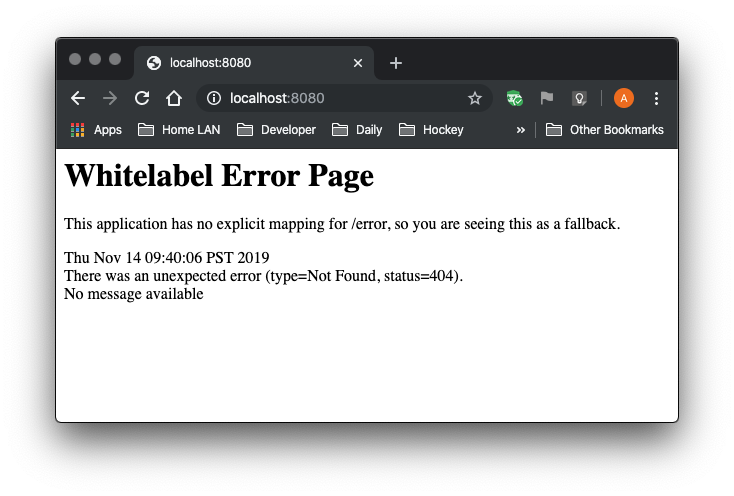 localhost:8080
localhost:8080
A
Apps Home LAN Developer Daily Hockey » Other Bookmarks
Whitelabel Error Page
This application has no explicit mapping for /error, so you are seeing this as a fallback.
Thu Nov 14 09:40:06 PST 2019
There was an unexpected error (type=Not Found, status=404).
No message available